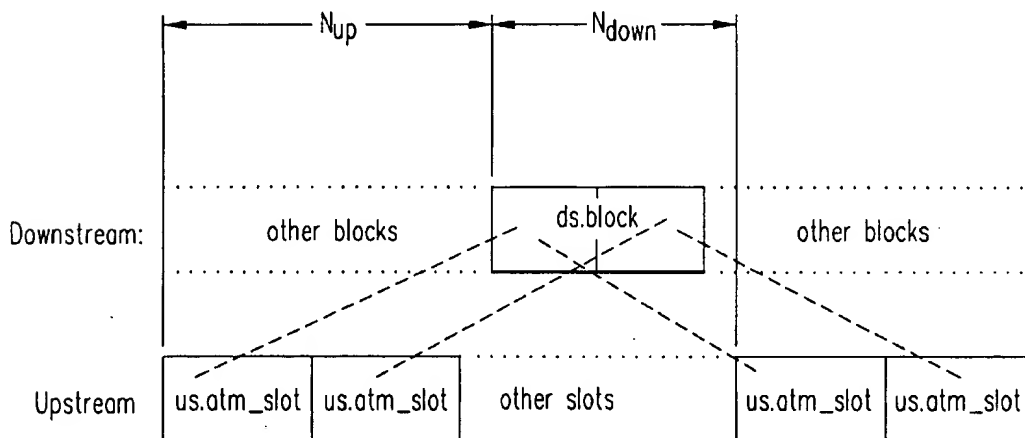 Nup Ndown
Downstream: other blocks ds.block other blocks
Upstream us.atm_slot us.atm_slot other slots us.atm_slot us.atm_slot